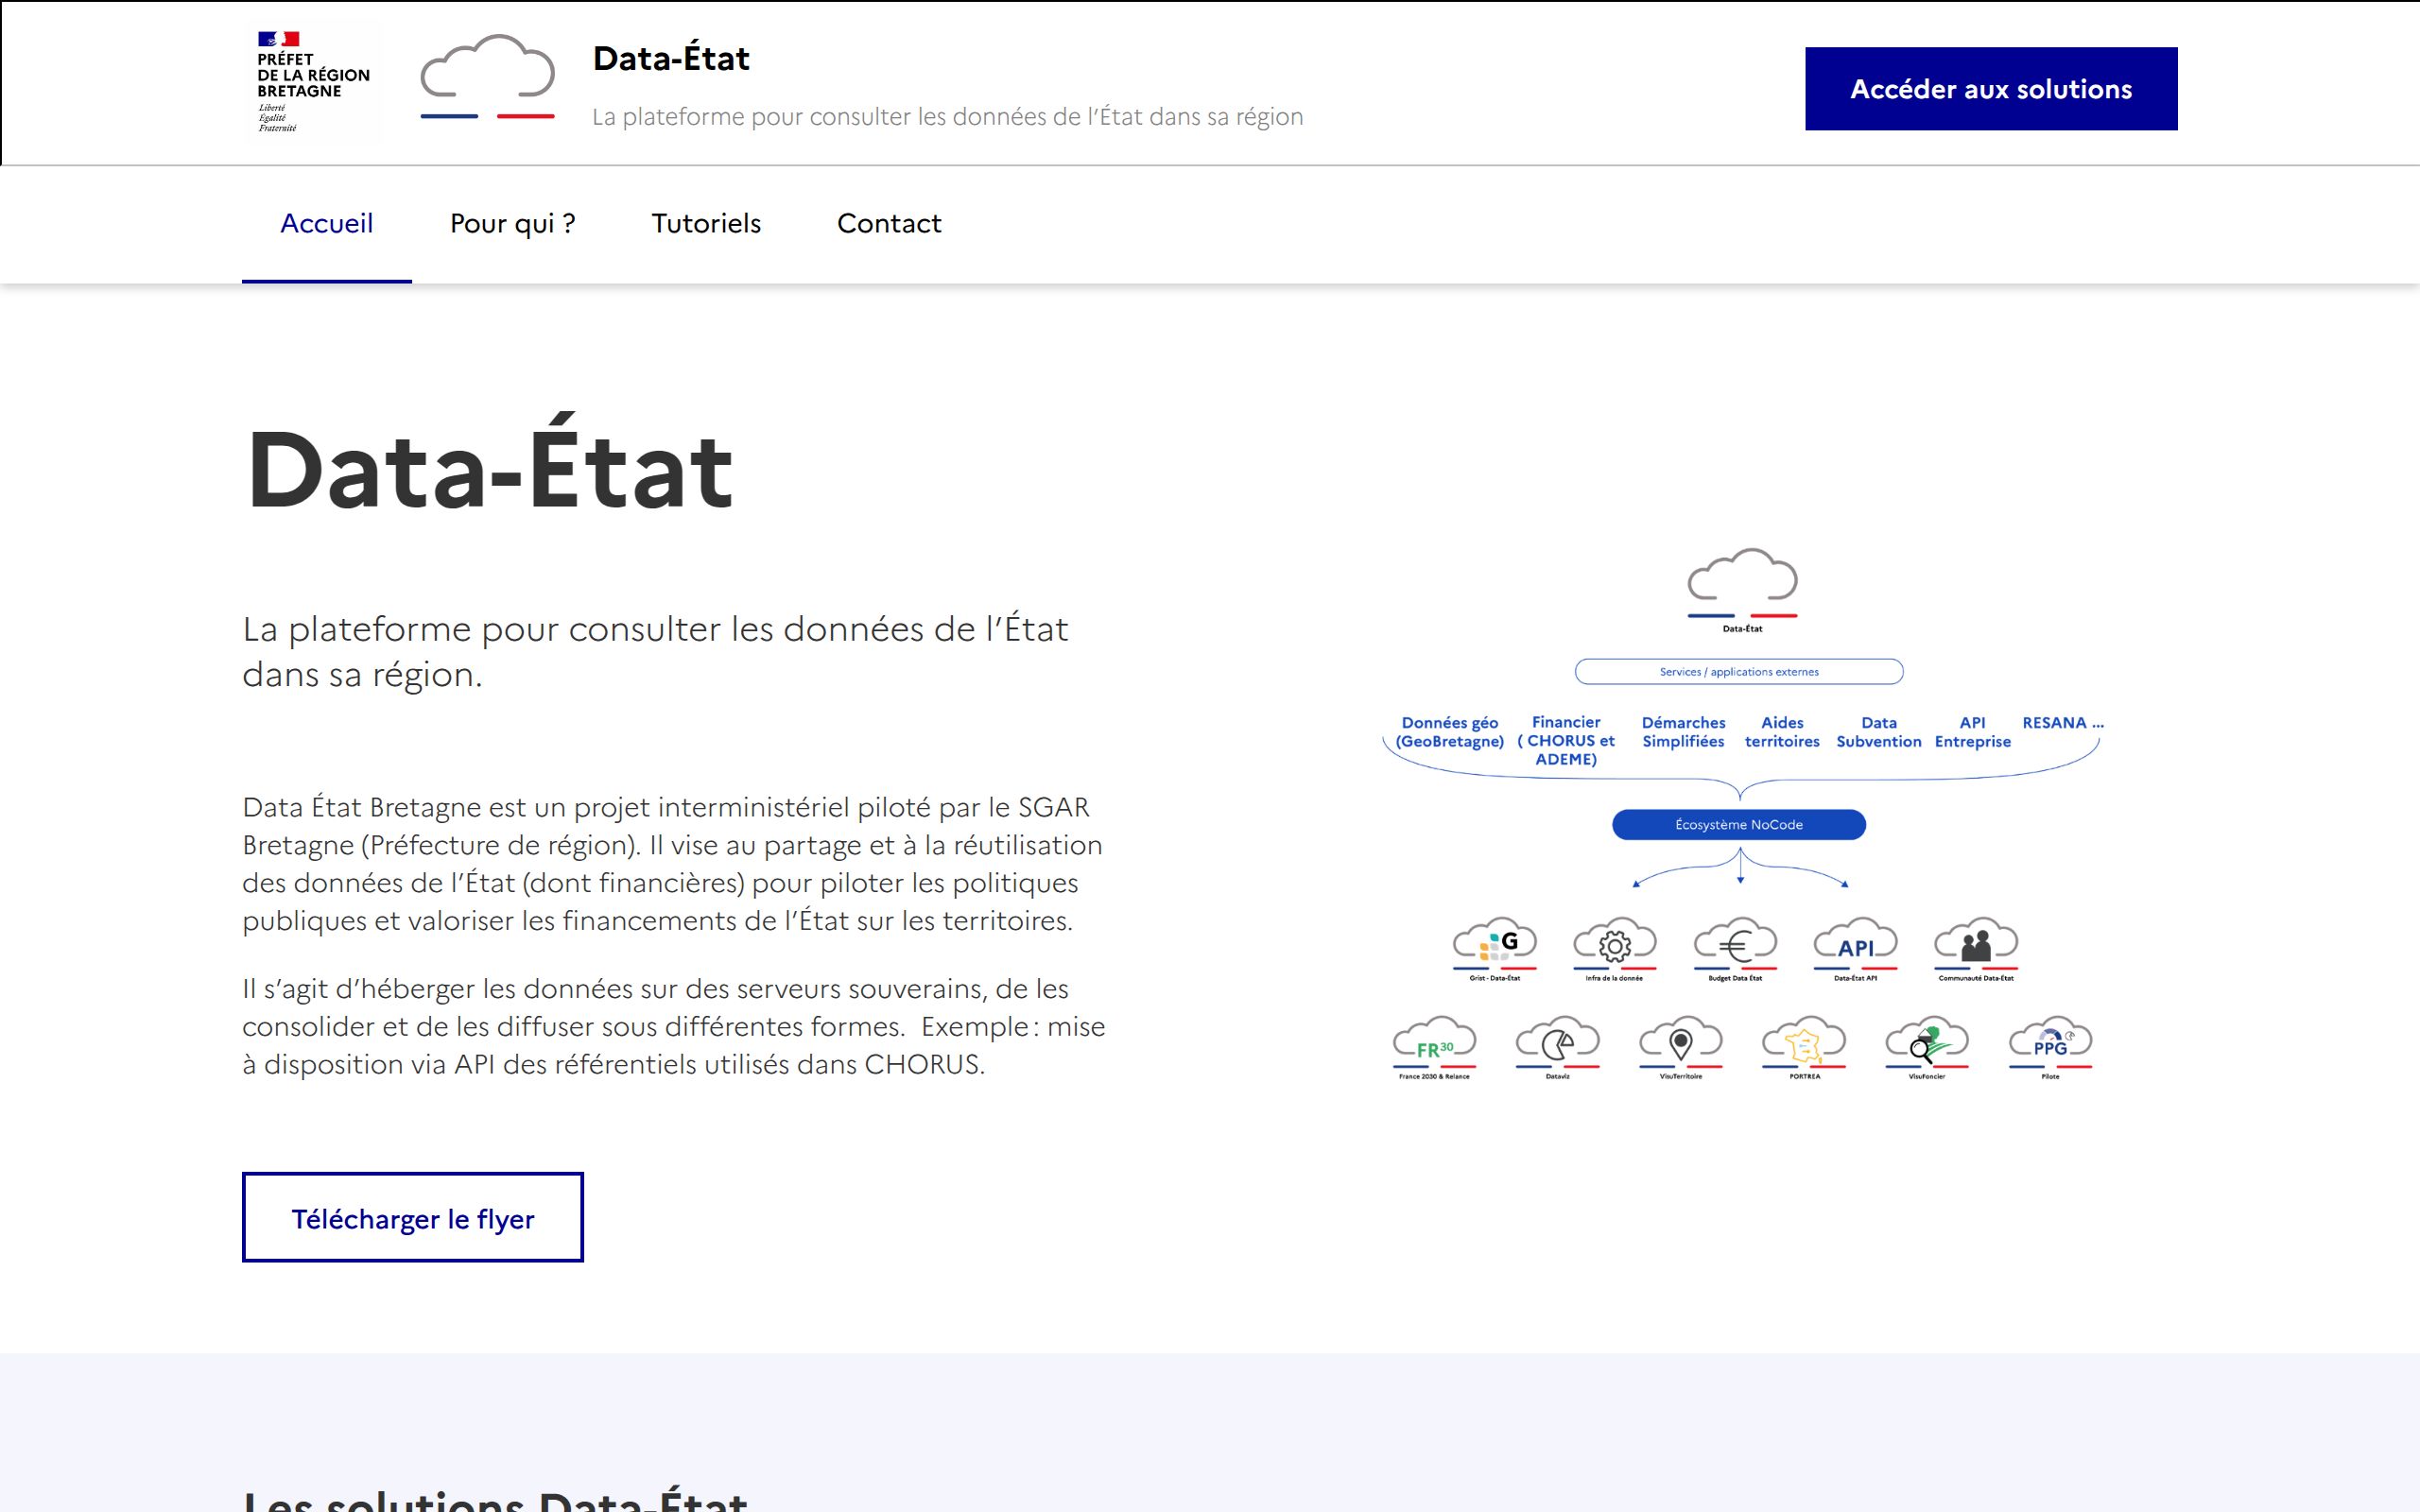 PRÉFET
DE LA RÉGION
BRETAGNE
Liberté
Égalité
Fraternité
Data-État
La plateforme pour consulter les données de l'État dans sa région
Accéder aux solutions
Accueil
Pour qui ?
Tutoriels
Contact
Data-État
La plateforme pour consulter les données de l'État
dans sa région.
Data État Bretagne est un projet interministériel piloté par le SGAR
Bretagne (Préfecture de région). Il vise au partage et à la réutilisation
des données de l'État (dont financières) pour piloter les politiques
publiques et valoriser les financements de l'État sur les territoires.
Il s'agit d'héberger les données sur des serveurs souverains, de les
consolider et de les diffuser sous différentes formes.  Exemple : mise
à disposition via API des référentiels utilisés dans CHORUS.
Télécharger le flyer
Data-État
Services / applications externes
Données géo
(GeoBretagne)
Financier
( CHORUS et
ADEME)
Démarches
Simplifiées
Aides
territoires
Data
Subvention
API
Entreprise
RESANA ...
Écosystème NoCode
G
Grist - Data-État
Infra de la donnée
Budget Data État
API
Data-État API
Communauté Data-État
FR30
France 2030 & Relance
Dataviz
VisuTerritoire
PORTREA
VisuFoncier
PPG
Pilote
Les solutions Data-État